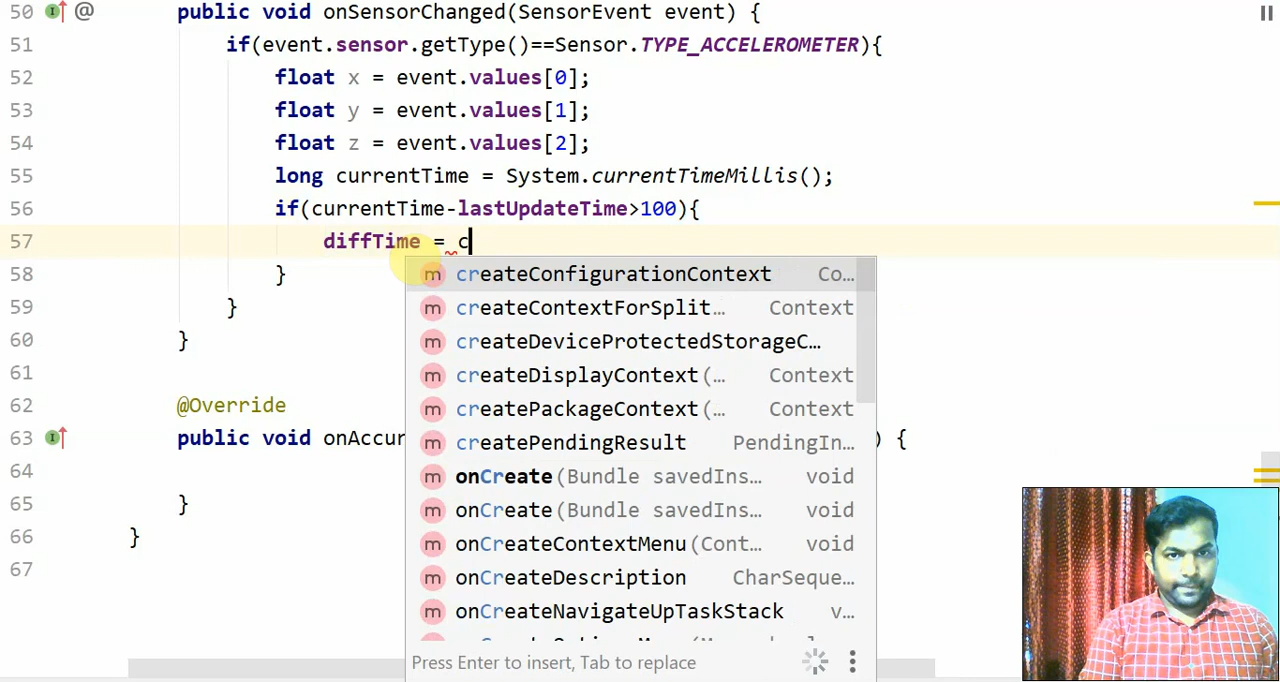 50 @ public void onSensorChanged(SensorEvent event) {
51 if(event.sensor.getType()==Sensor.TYPE_ACCELEROMETER){
52 float x = event.values[0];
53 float y = event.values[1];
54 float z = event.values[2];
55 long currentTime = System.currentTimeMillis();
56 if(currentTime-lastUpdateTime>100){
57 diffTime = c
58 }
59 }
60 }
61
62 @Override
63 public void onAccur ) {
64
65 }
66 }
67
m createConfigurationContext Co…
m createContextForSplit… Context
m createDeviceProtectedStorageC…
m createDisplayContext(… Context
m createPackageContext(… Context
m createPendingResult PendingIn…
m onCreate(Bundle savedIns… void
m onCreate(Bundle savedIns… void
m onCreateContextMenu(Cont… void
m onCreateDescription CharSeque…
m onCreateNavigateUpTaskStack v…
Press Enter to insert, Tab to replace